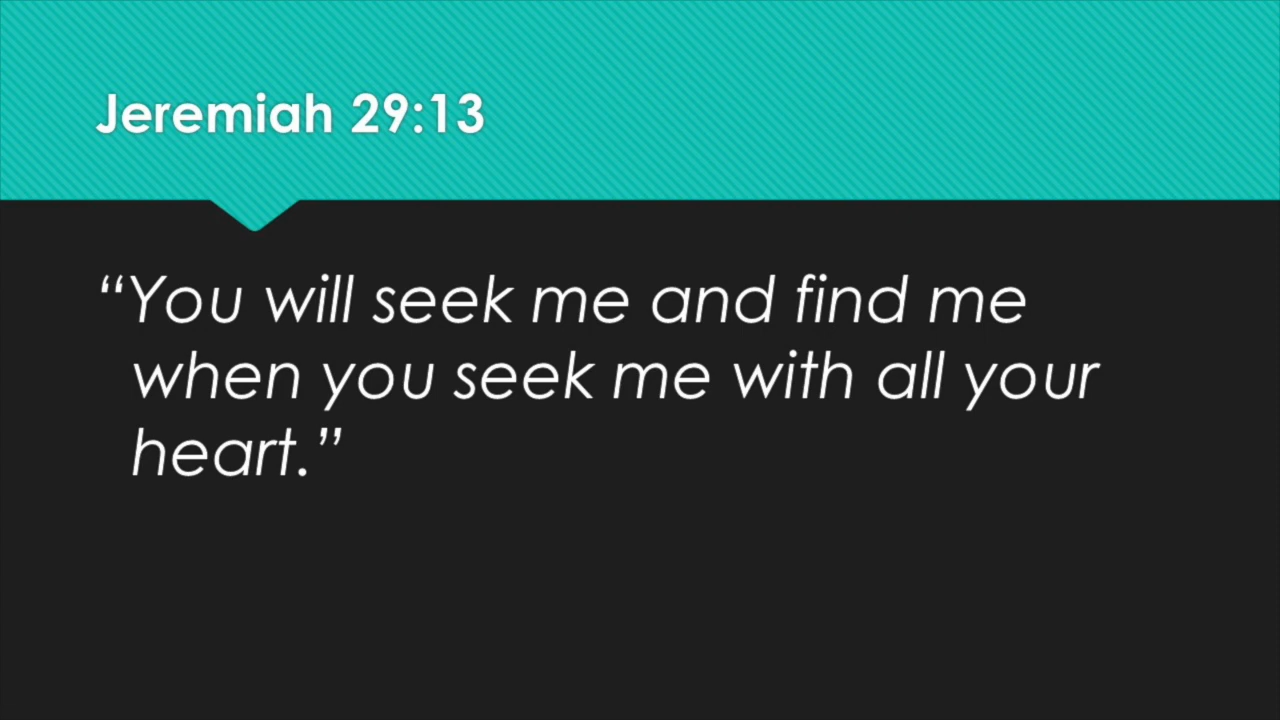 Jeremiah 29:13
“You will seek me and find me
when you seek me with all your
heart.”